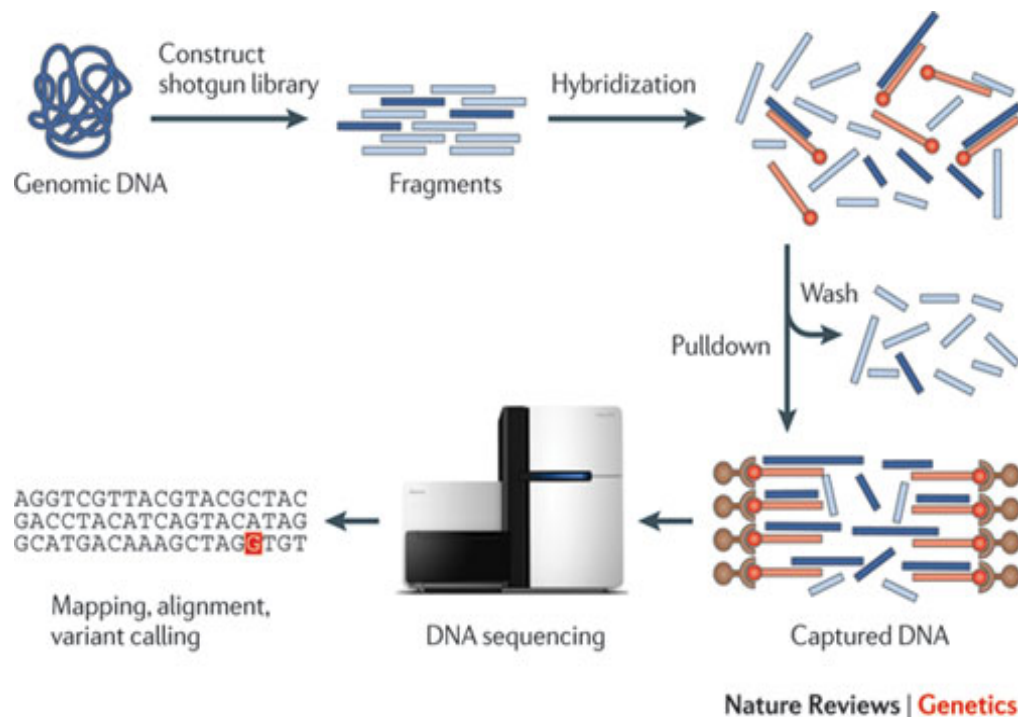 Construct
shotgun library
Hybridization
Genomic DNA
Fragments
Wash
Pulldown
AGGTCGTTACGTACGCTAC
GACCTACATCAGTACATAG
GCATGACAAAGCTAGGTGT
Mapping, alignment,
variant calling
DNA sequencing
Captured DNA
Nature Reviews | Genetics